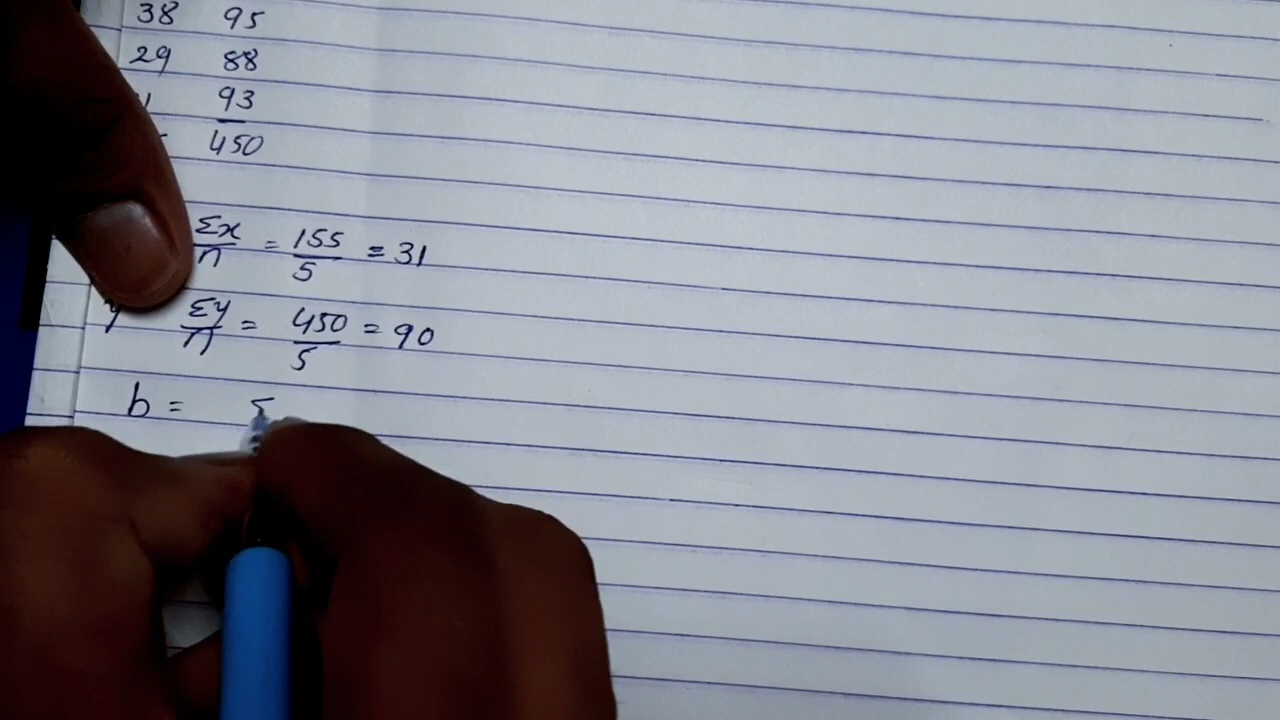 38 95
29 88
93
450
Σx/n = 155/5 = 31
Σy/n = 450/5 = 90
b =